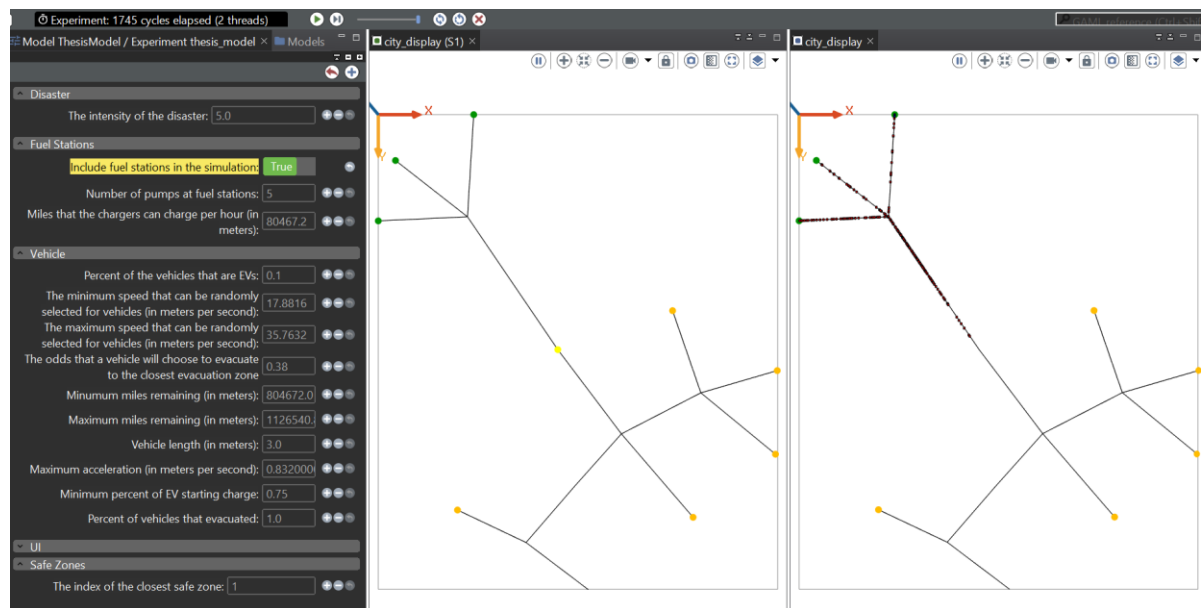 Experiment: 1745 cycles elapsed (2 threads)
GAML reference (Ctrl+Shi
Model ThesisModel / Experiment thesis_model × Models
city_display (S1) ×
city_display ×
Disaster
The intensity of the disaster: 5.0
Fuel Stations
Include fuel stations in the simulation: True
Number of pumps at fuel stations: 5
Miles that the chargers can charge per hour (in
meters): 80467.2
Vehicle
Percent of the vehicles that are EVs: 0.1
The minimum speed that can be randomly
selected for vehicles (in meters per second): 17.8816
The maximum speed that can be randomly
selected for vehicles (in meters per second): 35.7632
The odds that a vehicle will choose to evacuate
to the closest evacuation zone 0.38
Minumum miles remaining (in meters): 804672.0
Maximum miles remaining (in meters): 1126540.
Vehicle length (in meters): 3.0
Maximum acceleration (in meters per second): 0.832000
Minimum percent of EV starting charge: 0.75
Percent of vehicles that evacuated: 1.0
UI
Safe Zones
The index of the closest safe zone: 1
X
Y
X
Y